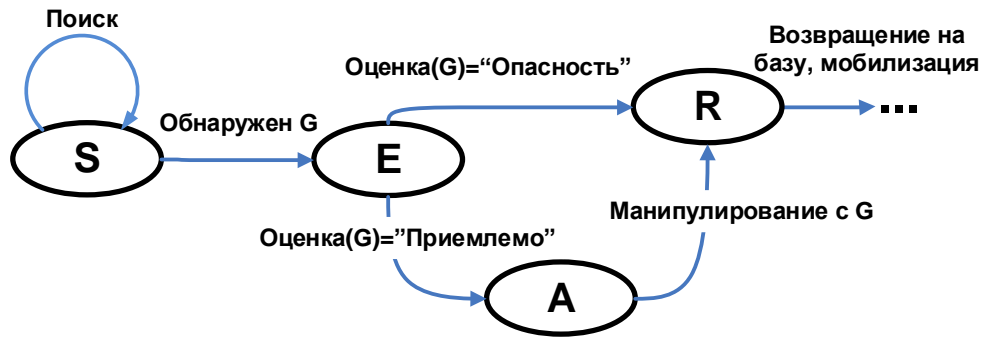 Поиск
Возвращение на
базу, мобилизация
Оценка(G)=“Опасность”
R
...
Обнаружен G
S
E
Манипулирование с G
Оценка(G)=”Приемлемо”
A